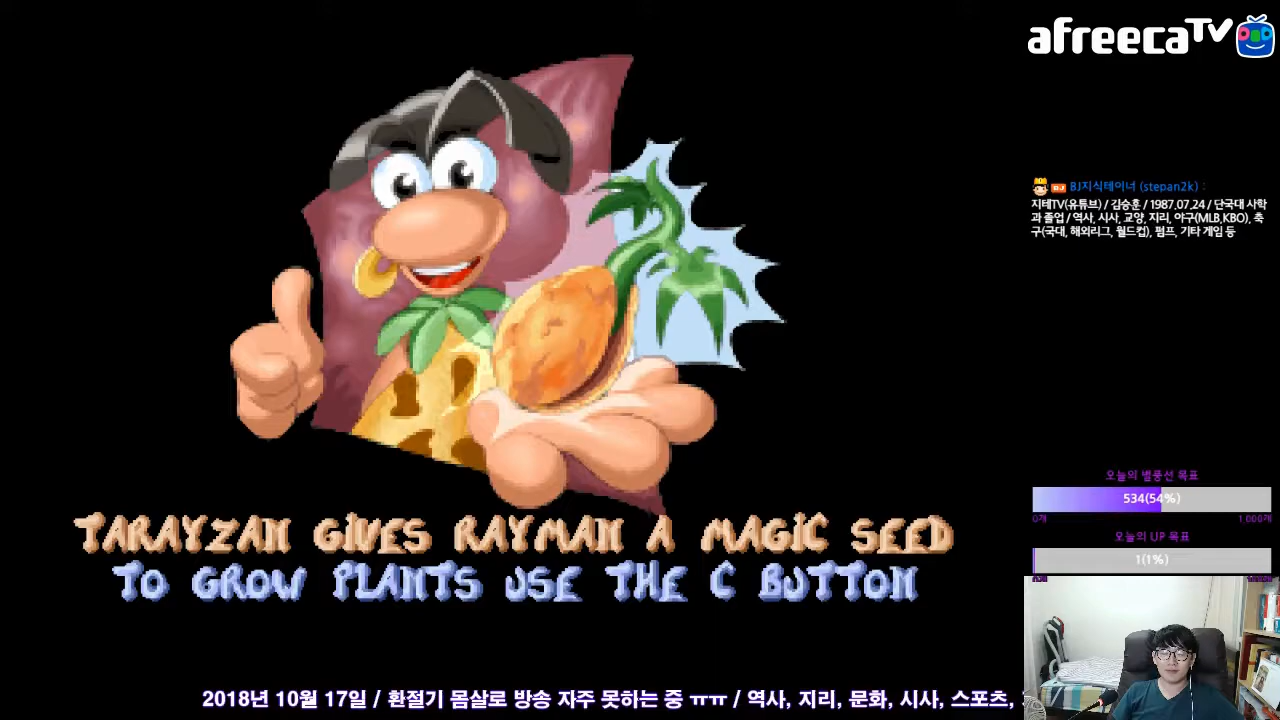 afreecaTV
BJ BJ지식테이너 (stepan2k) :
지테TV(유튜브) / 김승훈 / 1987.07.24 / 단국대 사학
과 졸업 / 역사, 시사, 교양, 지리, 야구(MLB,KBO), 축
구(국대, 해외리그, 월드컵), 펌프, 기타 게임 등
TARAYZAN GIVES RAYMAN A MAGIC SEED
TO GROW PLANTS USE THE C BUTTON
오늘의 별풍선 목표
534(54%)
0개 1,000개
오늘의 UP 목표
1(1%)
2018년 10월 17일 / 환절기 몸살로 방송 자주 못하는 중 ㅠㅠ / 역사, 지리, 문화, 시사, 스포츠,